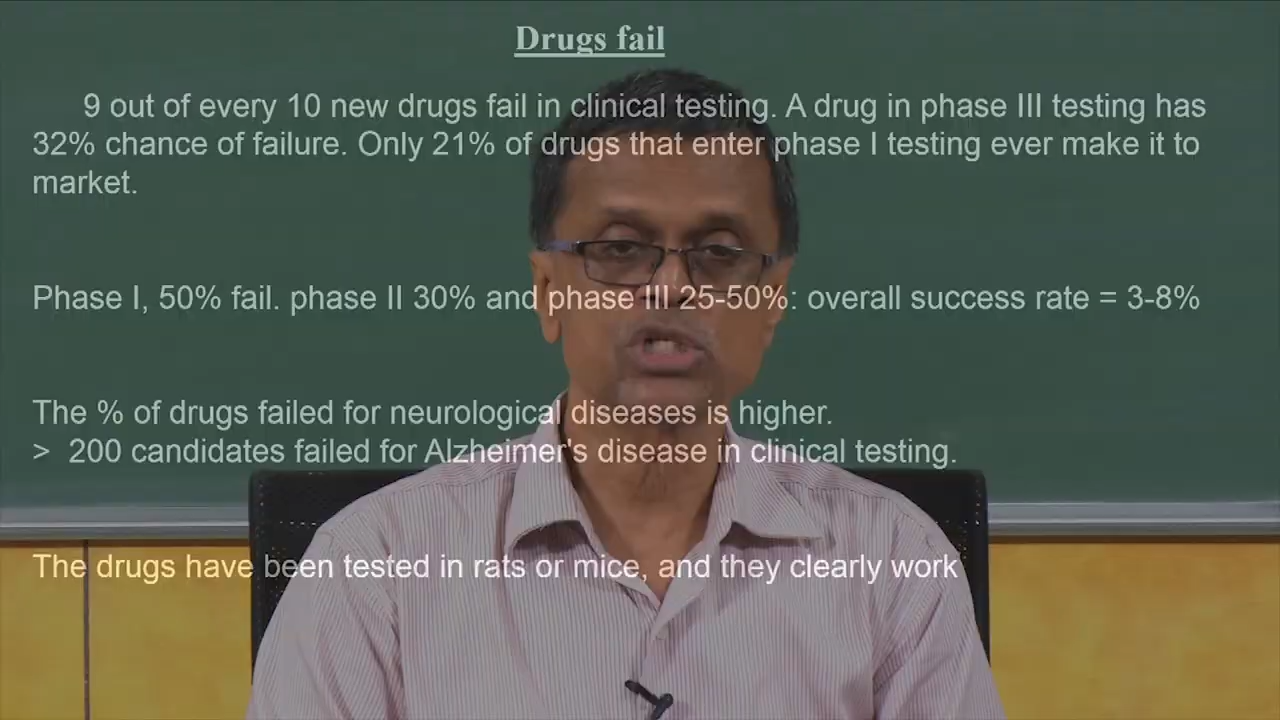 Drugs fail
9 out of every 10 new drugs fail in clinical testing. A drug in phase III testing has
32% chance of failure. Only 21% of drugs that enter phase I testing ever make it to
market.
Phase I, 50% fail. phase II 30% and phase III 25-50%: overall success rate = 3-8%
The % of drugs failed for neurological diseases is higher.
> 200 candidates failed for Alzheimer's disease in clinical testing.
The drugs have been tested in rats or mice, and they clearly work